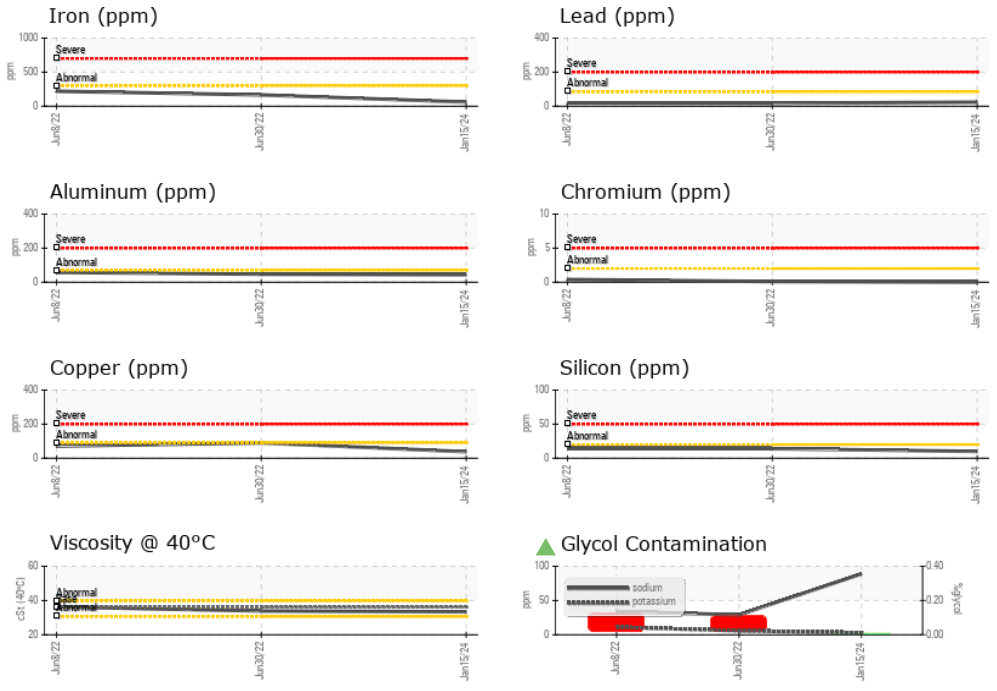 Iron (ppm)
1000
500
0
ppm
Severe
Abnormal
Jun8/22
Jun30/22
Jan15/24
Lead (ppm)
400
200
0
ppm
Severe
Abnormal
Jun8/22
Jun30/22
Jan15/24
Aluminum (ppm)
400
200
0
ppm
Severe
Abnormal
Jun8/22
Jun30/22
Jan15/24
Chromium (ppm)
10
5
0
ppm
Severe
Abnormal
Jun8/22
Jun30/22
Jan15/24
Copper (ppm)
400
200
0
ppm
Severe
Abnormal
Jun8/22
Jun30/22
Jan15/24
Silicon (ppm)
100
50
0
ppm
Severe
Abnormal
Jun8/22
Jun30/22
Jan15/24
Viscosity @ 40°C
60
40
20
cSt (40°C)
Abnormal
Base
Abnormal
Jun8/22
Jun30/22
Jan15/24
Glycol Contamination
100
50
0
ppm
sodium
potassium
0.40
0.20
0.00
%glycol
Jun8/22
Jun30/22
Jan15/24